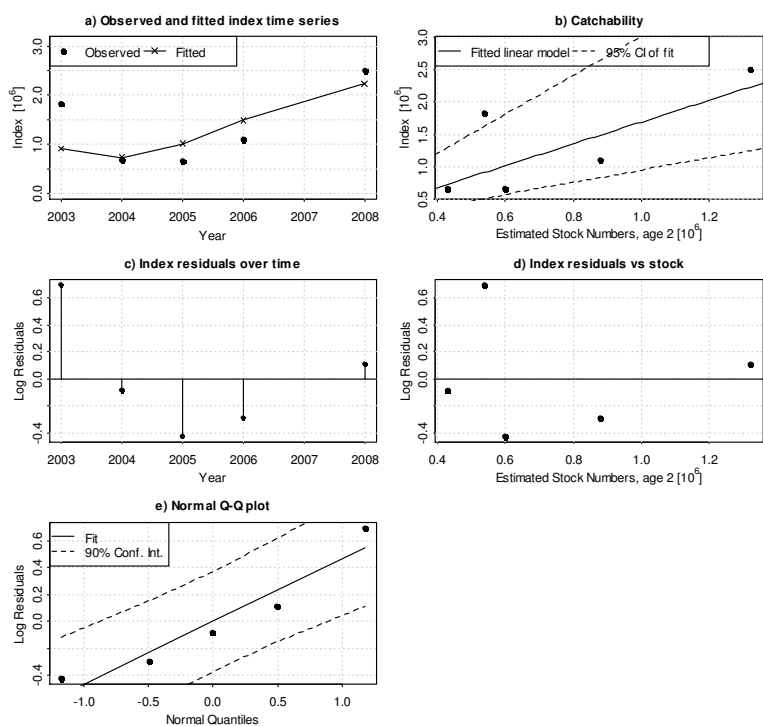 a) Observed and fitted index time series
Observed Fitted
Index [10^6]
3.0
2.0
1.0
0.0
2003 2004 2005 2006 2007 2008
Year
b) Catchability
Fitted linear model 95% CI of fit
Index [10^6]
3.0
2.5
2.0
1.5
1.0
0.5
0.4 0.6 0.8 1.0 1.2
Estimated Stock Numbers, age 2 [10^6]
c) Index residuals over time
Log Residuals
0.6
0.2
0.0
-0.4
2003 2004 2005 2006 2007 2008
Year
d) Index residuals vs stock
Log Residuals
0.6
0.2
0.0
-0.4
0.4 0.6 0.8 1.0 1.2
Estimated Stock Numbers, age 2 [10^6]
e) Normal Q-Q plot
Fit
90% Conf. Int.
Log Residuals
0.6
0.2
0.0
-0.4
-1.0 -0.5 0.0 0.5 1.0
Normal Quantiles